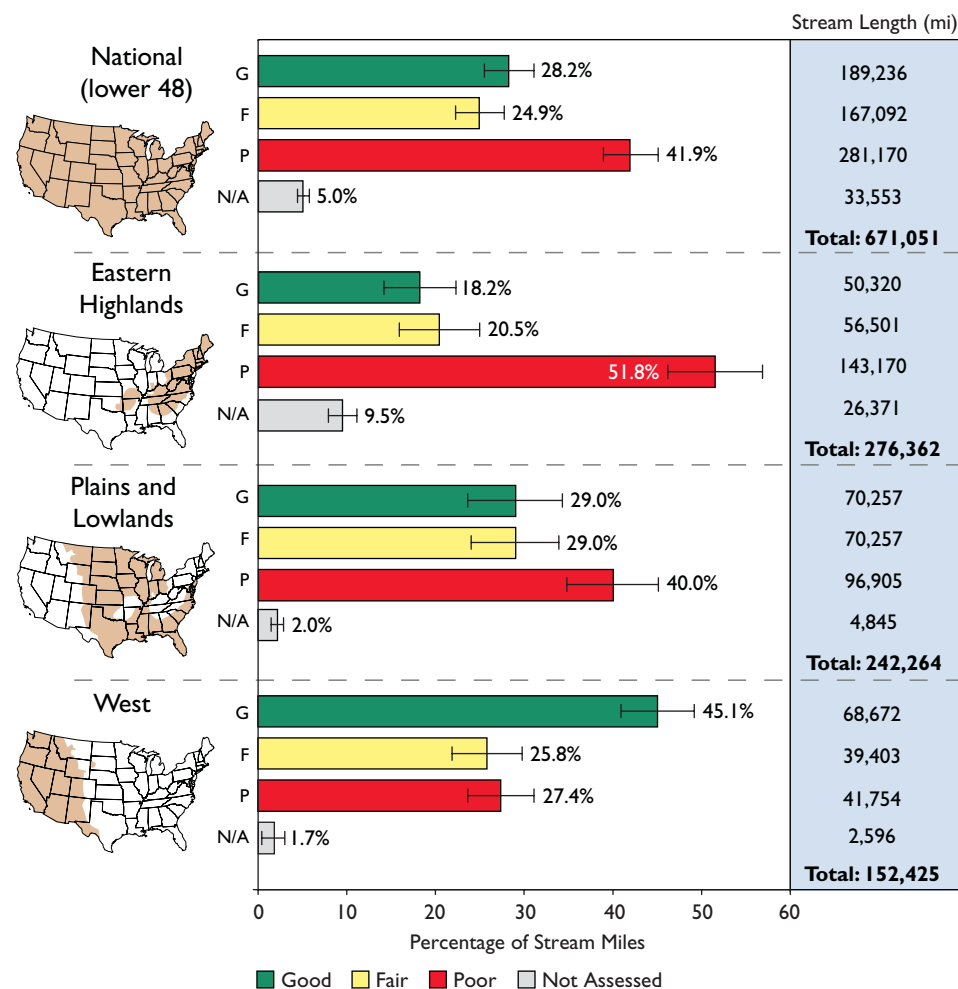 Stream Length (mi)
National
(lower 48)
G 28.2% 189,236
F 24.9% 167,092
P 41.9% 281,170
N/A 5.0% 33,553
Total: 671,051
Eastern
Highlands
G 18.2% 50,320
F 20.5% 56,501
P 51.8% 143,170
N/A 9.5% 26,371
Total: 276,362
Plains and
Lowlands
G 29.0% 70,257
F 29.0% 70,257
P 40.0% 96,905
N/A 2.0% 4,845
Total: 242,264
West
G 45.1% 68,672
F 25.8% 39,403
P 27.4% 41,754
N/A 1.7% 2,596
Total: 152,425
0 10 20 30 40 50 60
Percentage of Stream Miles
Good Fair Poor Not Assessed